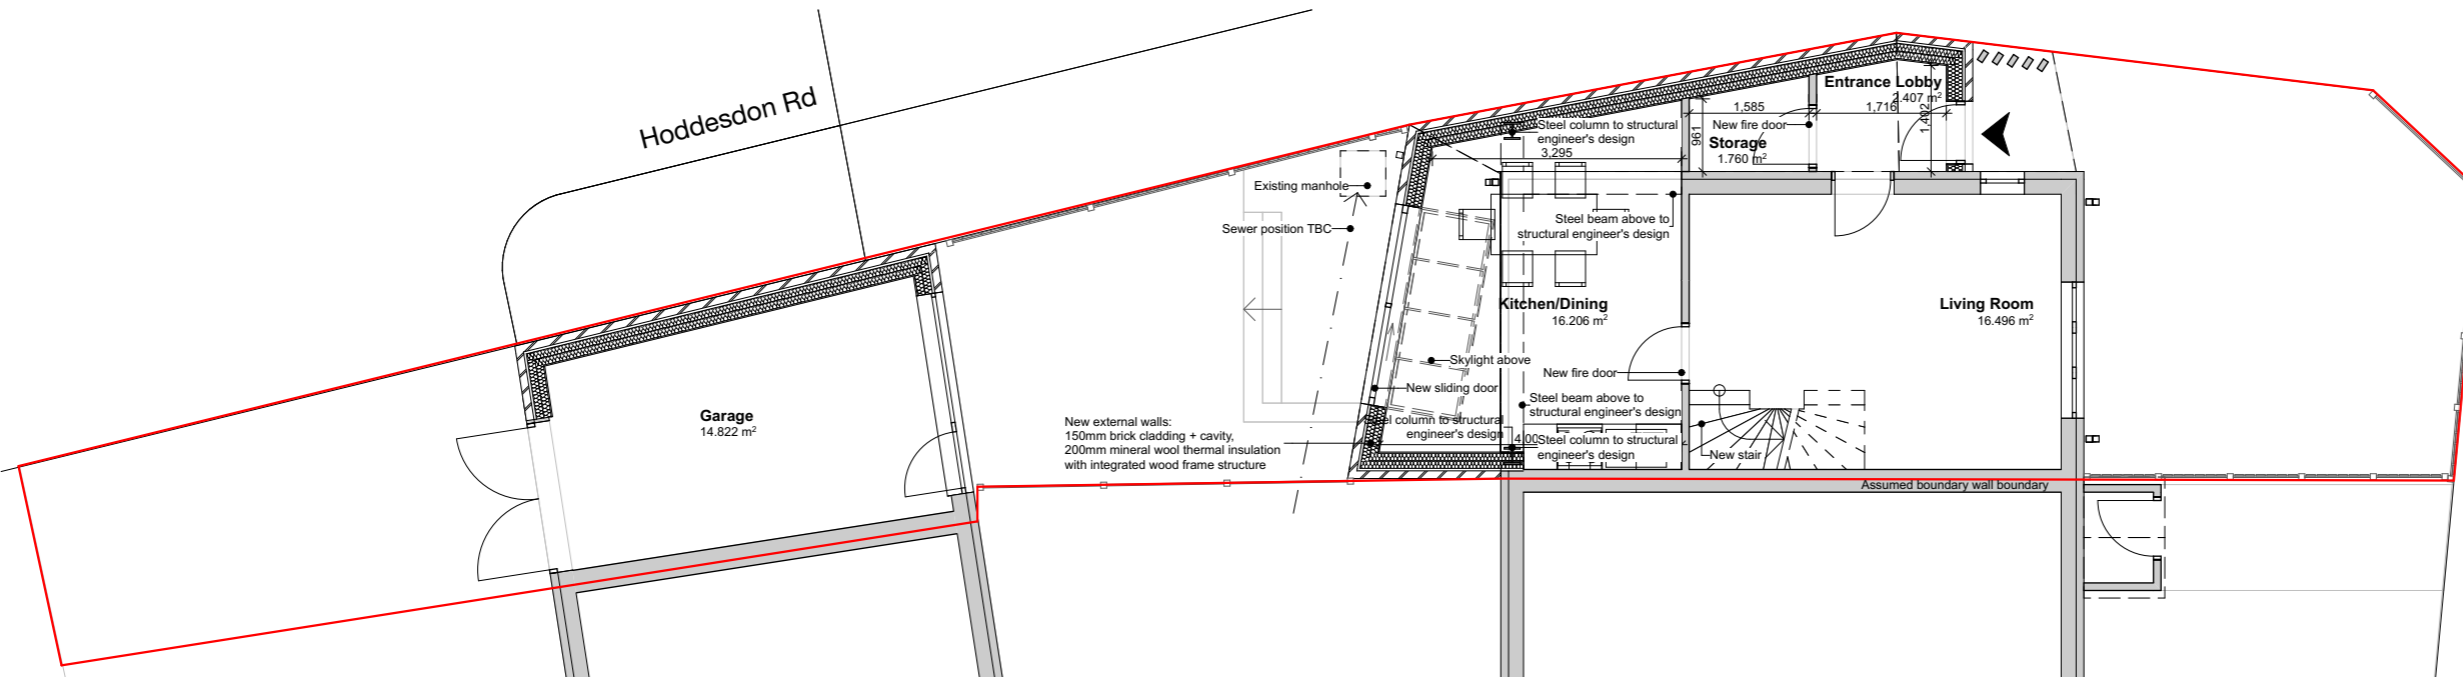 Hoddesdon Rd
Entrance Lobby
2.407 m²
1,585
1,716
1,402
961
New fire door
Storage
1.760 m²
Steel column to structural
engineer's design
3,295
Existing manhole
Sewer position TBC
Steel beam above to
structural engineer's design
Kitchen/Dining
16.206 m²
Living Room
16.496 m²
Skylight above
New sliding door
New fire door
Steel beam above to
structural engineer's design
column to structural
engineer's design
Steel column to structural
engineer's design
New stair
Garage
14.822 m²
New external walls:
150mm brick cladding + cavity,
200mm mineral wool thermal insulation
with integrated wood frame structure
Assumed boundary wall boundary